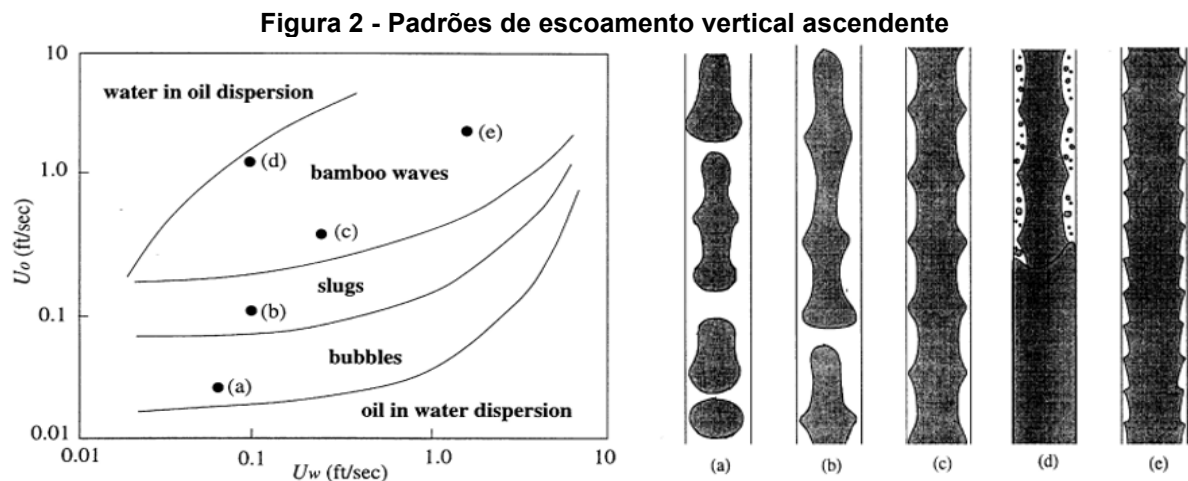 Figura 2 - Padrões de escoamento vertical ascendente
10
water in oil dispersion
(e)
(d)
1.0
bamboo waves
(c)
Uo (ft/sec)
slugs
(b)
0.1
bubbles
(a)
oil in water dispersion
0.01
0.01
0.1
1.0
10
Uw (ft/sec)
(a)
(b)
(c)
(d)
(e)